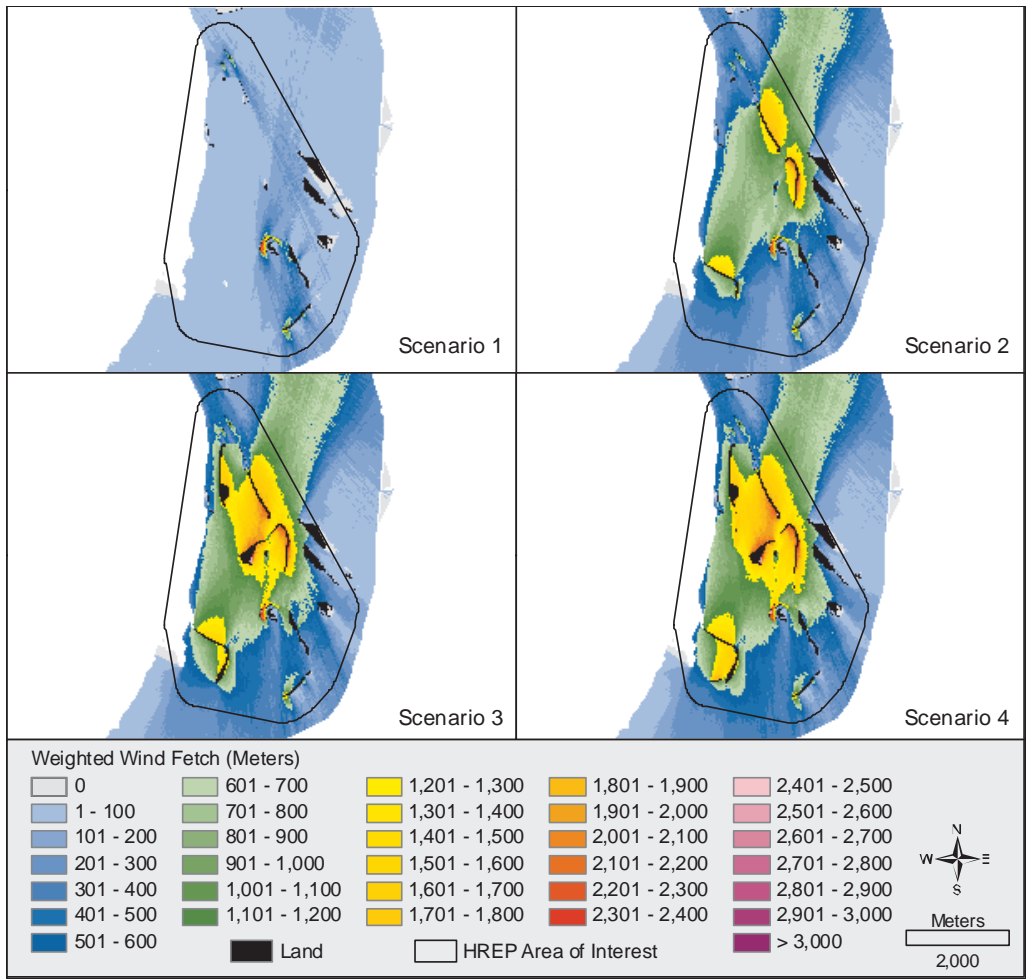 Scenario 1
Scenario 2
Scenario 3
Scenario 4
Weighted Wind Fetch (Meters)
0
1 - 100
101 - 200
201 - 300
301 - 400
401 - 500
501 - 600
601 - 700
701 - 800
801 - 900
901 - 1,000
1,001 - 1,100
1,101 - 1,200
1,201 - 1,300
1,301 - 1,400
1,401 - 1,500
1,501 - 1,600
1,601 - 1,700
1,701 - 1,800
1,801 - 1,900
1,901 - 2,000
2,001 - 2,100
2,101 - 2,200
2,201 - 2,300
2,301 - 2,400
2,401 - 2,500
2,501 - 2,600
2,601 - 2,700
2,701 - 2,800
2,801 - 2,900
2,901 - 3,000
> 3,000
Land
HREP Area of Interest
N
W E
S
Meters
2,000